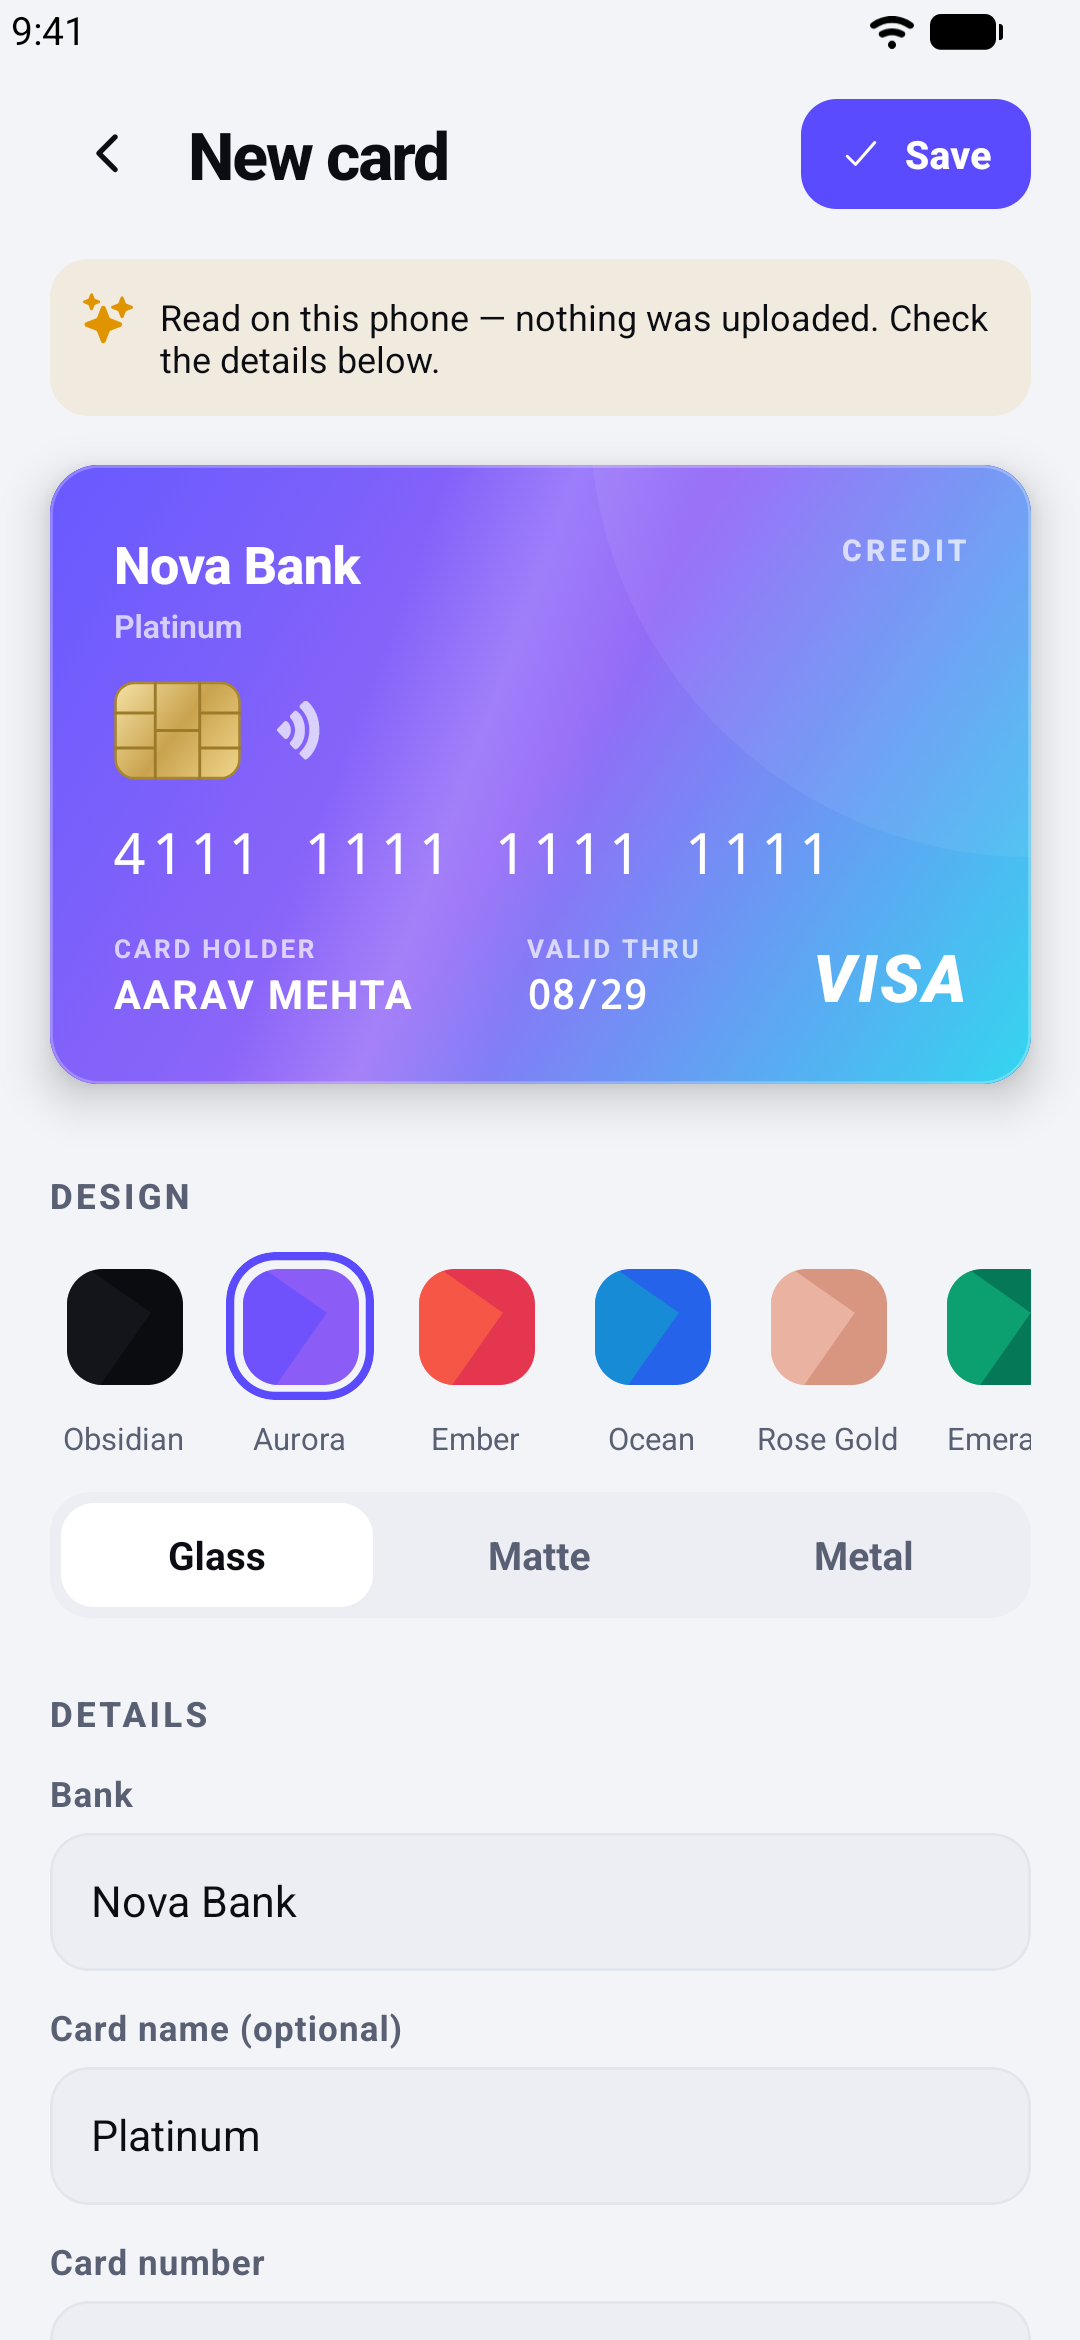 9:41
New card
Save
Read on this phone — nothing was uploaded. Check
the details below.
Nova Bank
CREDIT
Platinum
4111 1111 1111 1111
CARD HOLDER
VALID THRU
AARAV MEHTA
08/29
VISA
DESIGN
Obsidian
Aurora
Ember
Ocean
Rose Gold
Emera
Glass
Matte
Metal
DETAILS
Bank
Nova Bank
Card name (optional)
Platinum
Card number